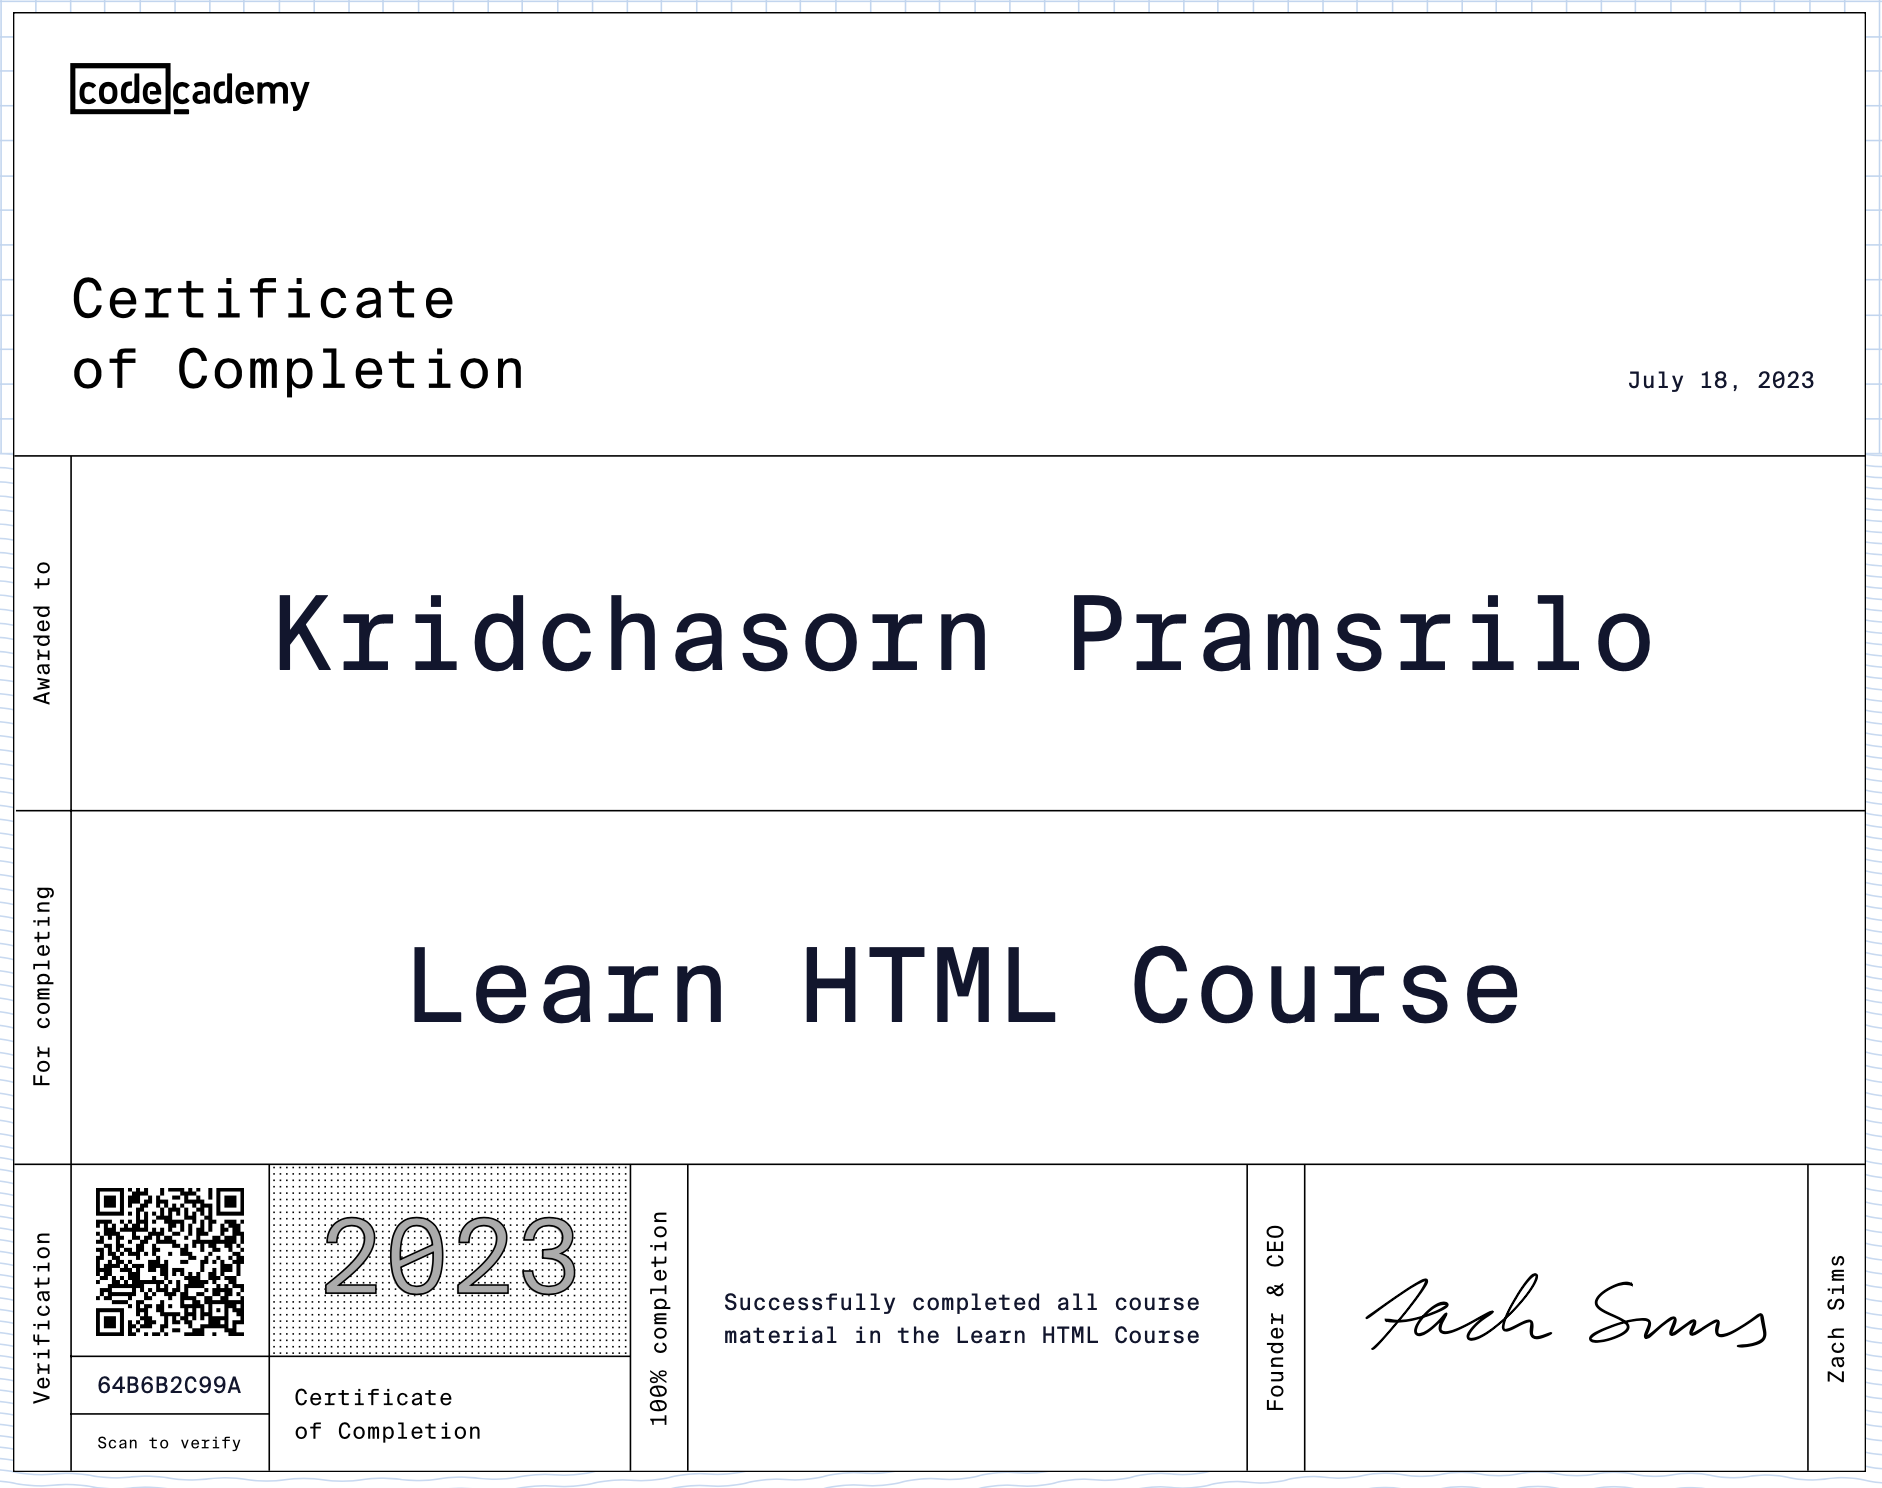 codecademy
Certificate
of Completion
July 18, 2023
Awarded to
Kridchasorn Pramsrilo
For completing
Learn HTML Course
Verification
64B6B2C99A
Scan to verify
2023
Certificate
of Completion
100% completion
Successfully completed all course
material in the Learn HTML Course
Founder & CEO
Zach Sims
Zach Sims